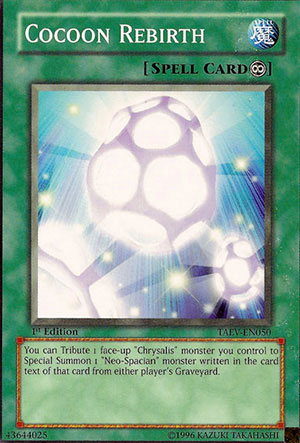 COCOON REBIRTH
魔
[SPELL CARD]
1st Edition
TAEV-EN050
You can Tribute 1 face-up "Chrysalis" monster you control to
Special Summon 1 "Neo-Spacian" monster written in the card
text of that card from either player's Graveyard.
43644025
©1996 KAZUKI TAKAHASHI